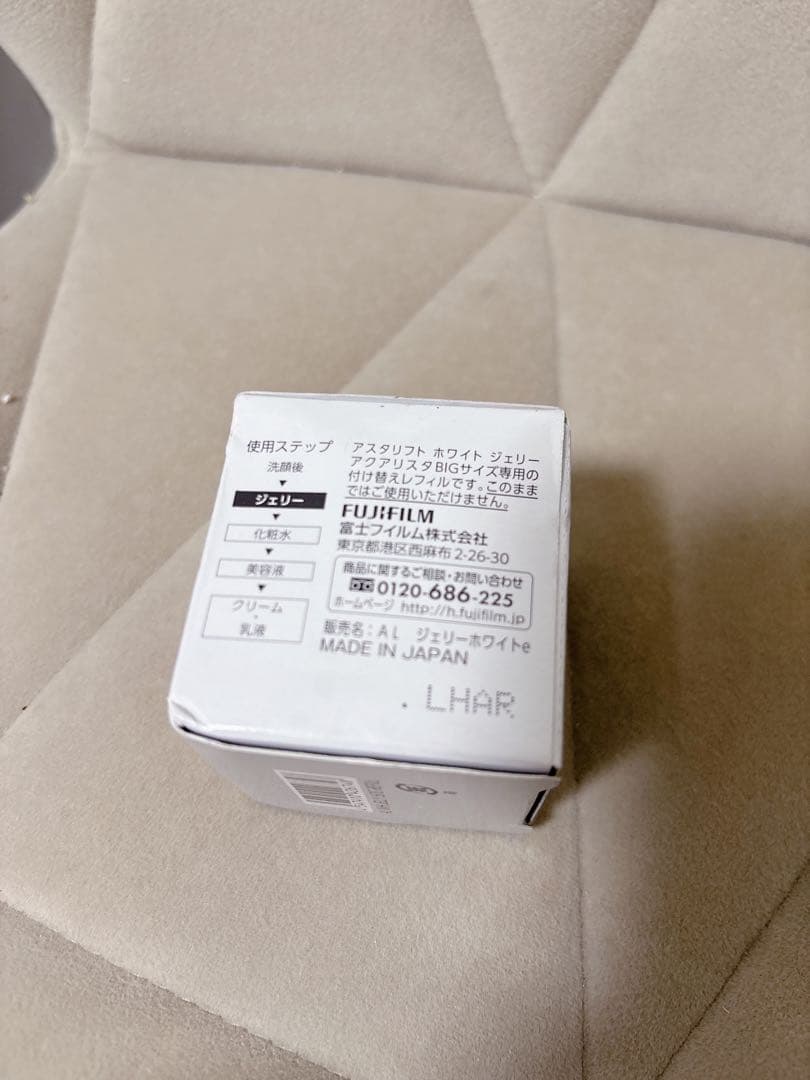 使用ステップ
洗顔後
▼
ジェリー
▼
化粧水
▼
美容液
▼
クリーム
・
乳液
アスタリフト ホワイト ジェリー
アクアリスタBIGサイズ専用の
付け替えレフィルです。このまま
ではご使用いただけません。
FUJIFILM
富士フイルム株式会社
東京都港区西麻布 2-26-30
商品に関するご相談・お問い合わせ
0120-686-225
ホームページ http://h.fujifilm.jp
販売名：AL ジェリーホワイトe
MADE IN JAPAN
. LHAR